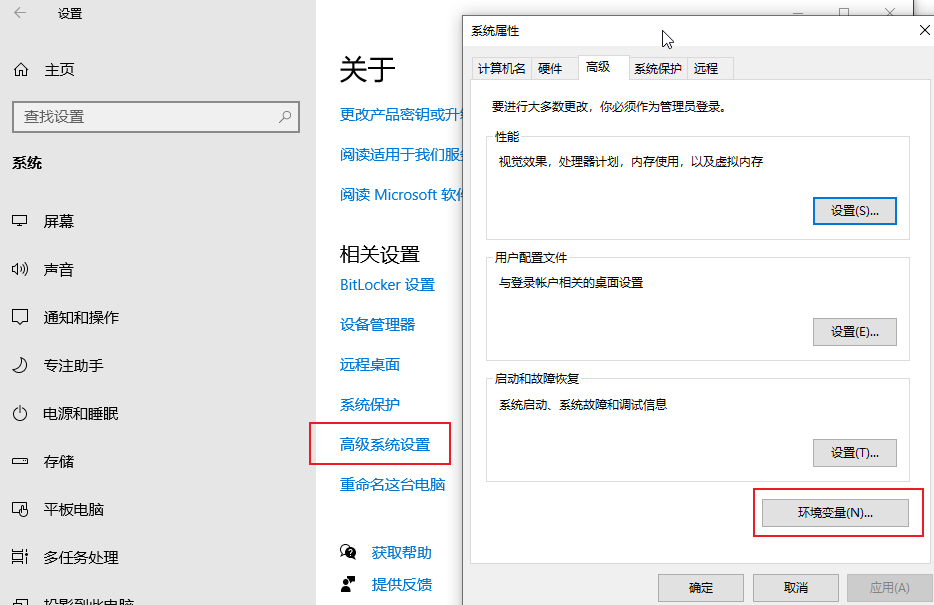 设置
主页
查找设置
系统
屏幕
声音
通知和操作
专注助手
电源和睡眠
存储
平板电脑
多任务处理
投影到此电脑
关于
更改产品密钥或升级
阅读适用于我们服务
阅读 Microsoft 软件
相关设置
BitLocker 设置
设备管理器
远程桌面
系统保护
高级系统设置
重命名这台电脑
获取帮助
提供反馈
系统属性
计算机名 硬件 高级 系统保护 远程
要进行大多数更改，你必须作为管理员登录。
性能
视觉效果，处理器计划，内存使用，以及虚拟内存
设置(S)...
用户配置文件
与登录帐户相关的桌面设置
设置(E)...
启动和故障恢复
系统启动、系统故障和调试信息
设置(T)...
环境变量(N)...
确定 取消 应用(A)